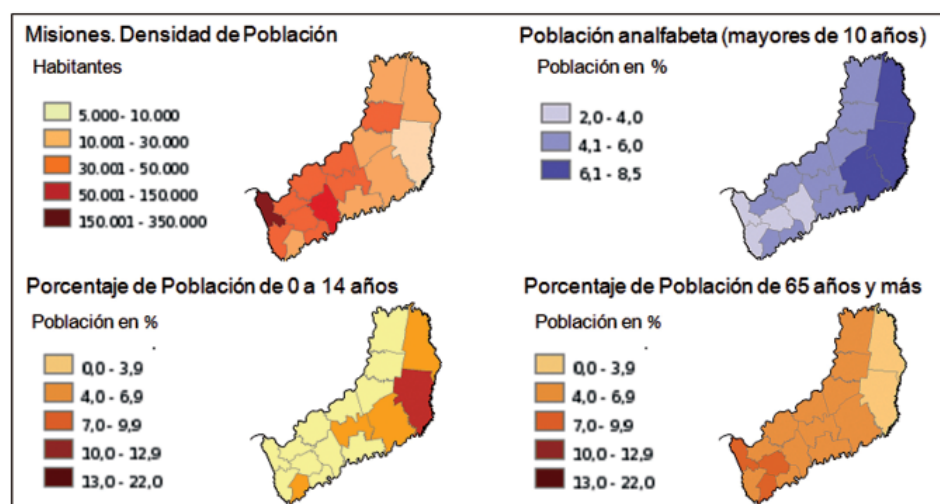 Misiones. Densidad de Población
Habitantes
5.000 - 10.000
10.001 - 30.000
30.001 - 50.000
50.001 - 150.000
150.001 - 350.000
Población analfabeta (mayores de 10 años)
Población en %
2,0 - 4,0
4,1 - 6,0
6,1 - 8,5
Porcentaje de Población de 0 a 14 años
Población en %
0,0 - 3,9
4,0 - 6,9
7,0 - 9,9
10,0 - 12,9
13,0 - 22,0
Porcentaje de Población de 65 años y más
Población en %
0,0 - 3,9
4,0 - 6,9
7,0 - 9,9
10,0 - 12,9
13,0 - 22,0